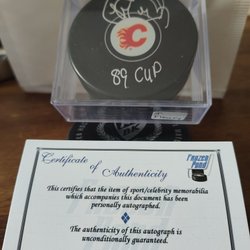 89 CUP
Certificate of Authenticity
Frozen
Pond
This certifies that the item of sport/celebrity memorabilia
which accompanies this document has been
personally autographed.
The authenticity of this autograph is
unconditionally guaranteed.